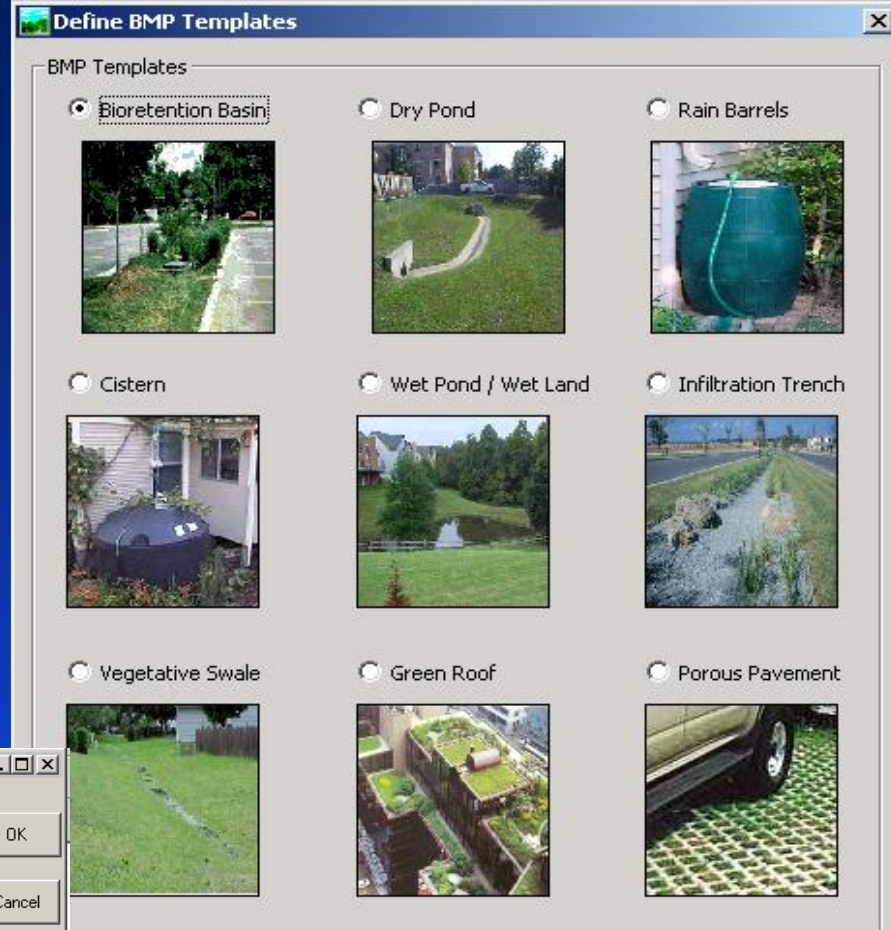 Define BMP Templates
BMP Templates
Bioretention Basin
Dry Pond
Rain Barrels
Cistern
Wet Pond / Wet Land
Infiltration Trench
Vegetative Swale
Green Roof
Porous Pavement
OK
Cancel